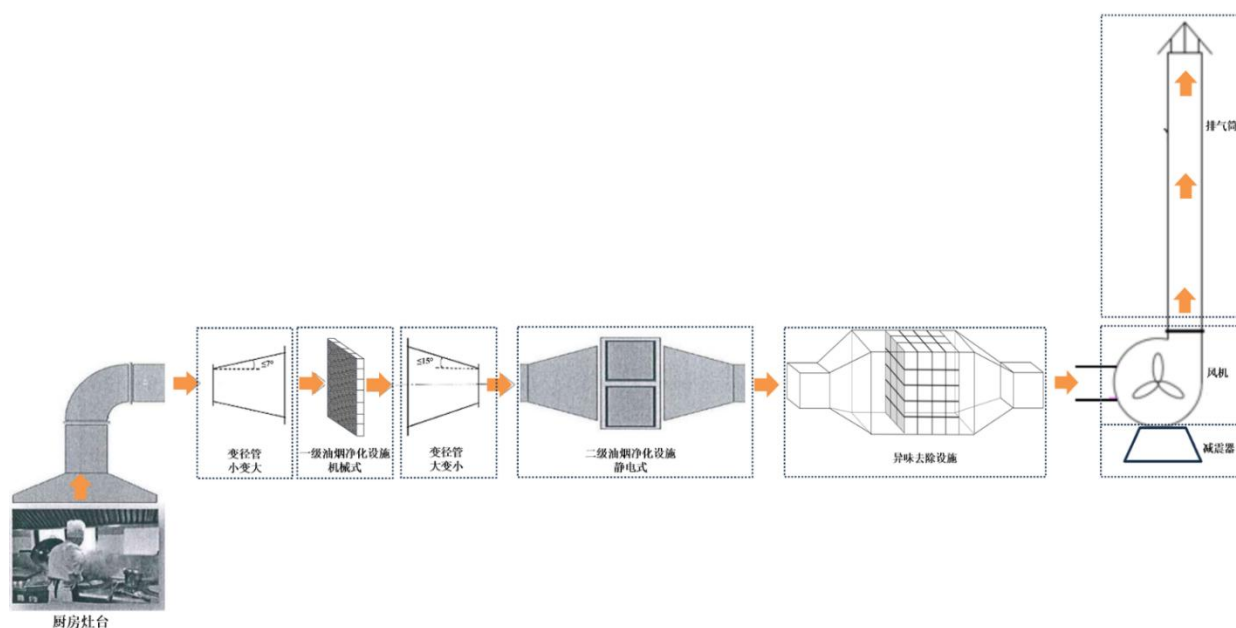 排气筒
≤7°
≤15°
风机
变径管
小变大
一级油烟净化设施
机械式
变径管
大变小
二级油烟净化设施
静电式
异味去除设施
减震器
厨房灶台